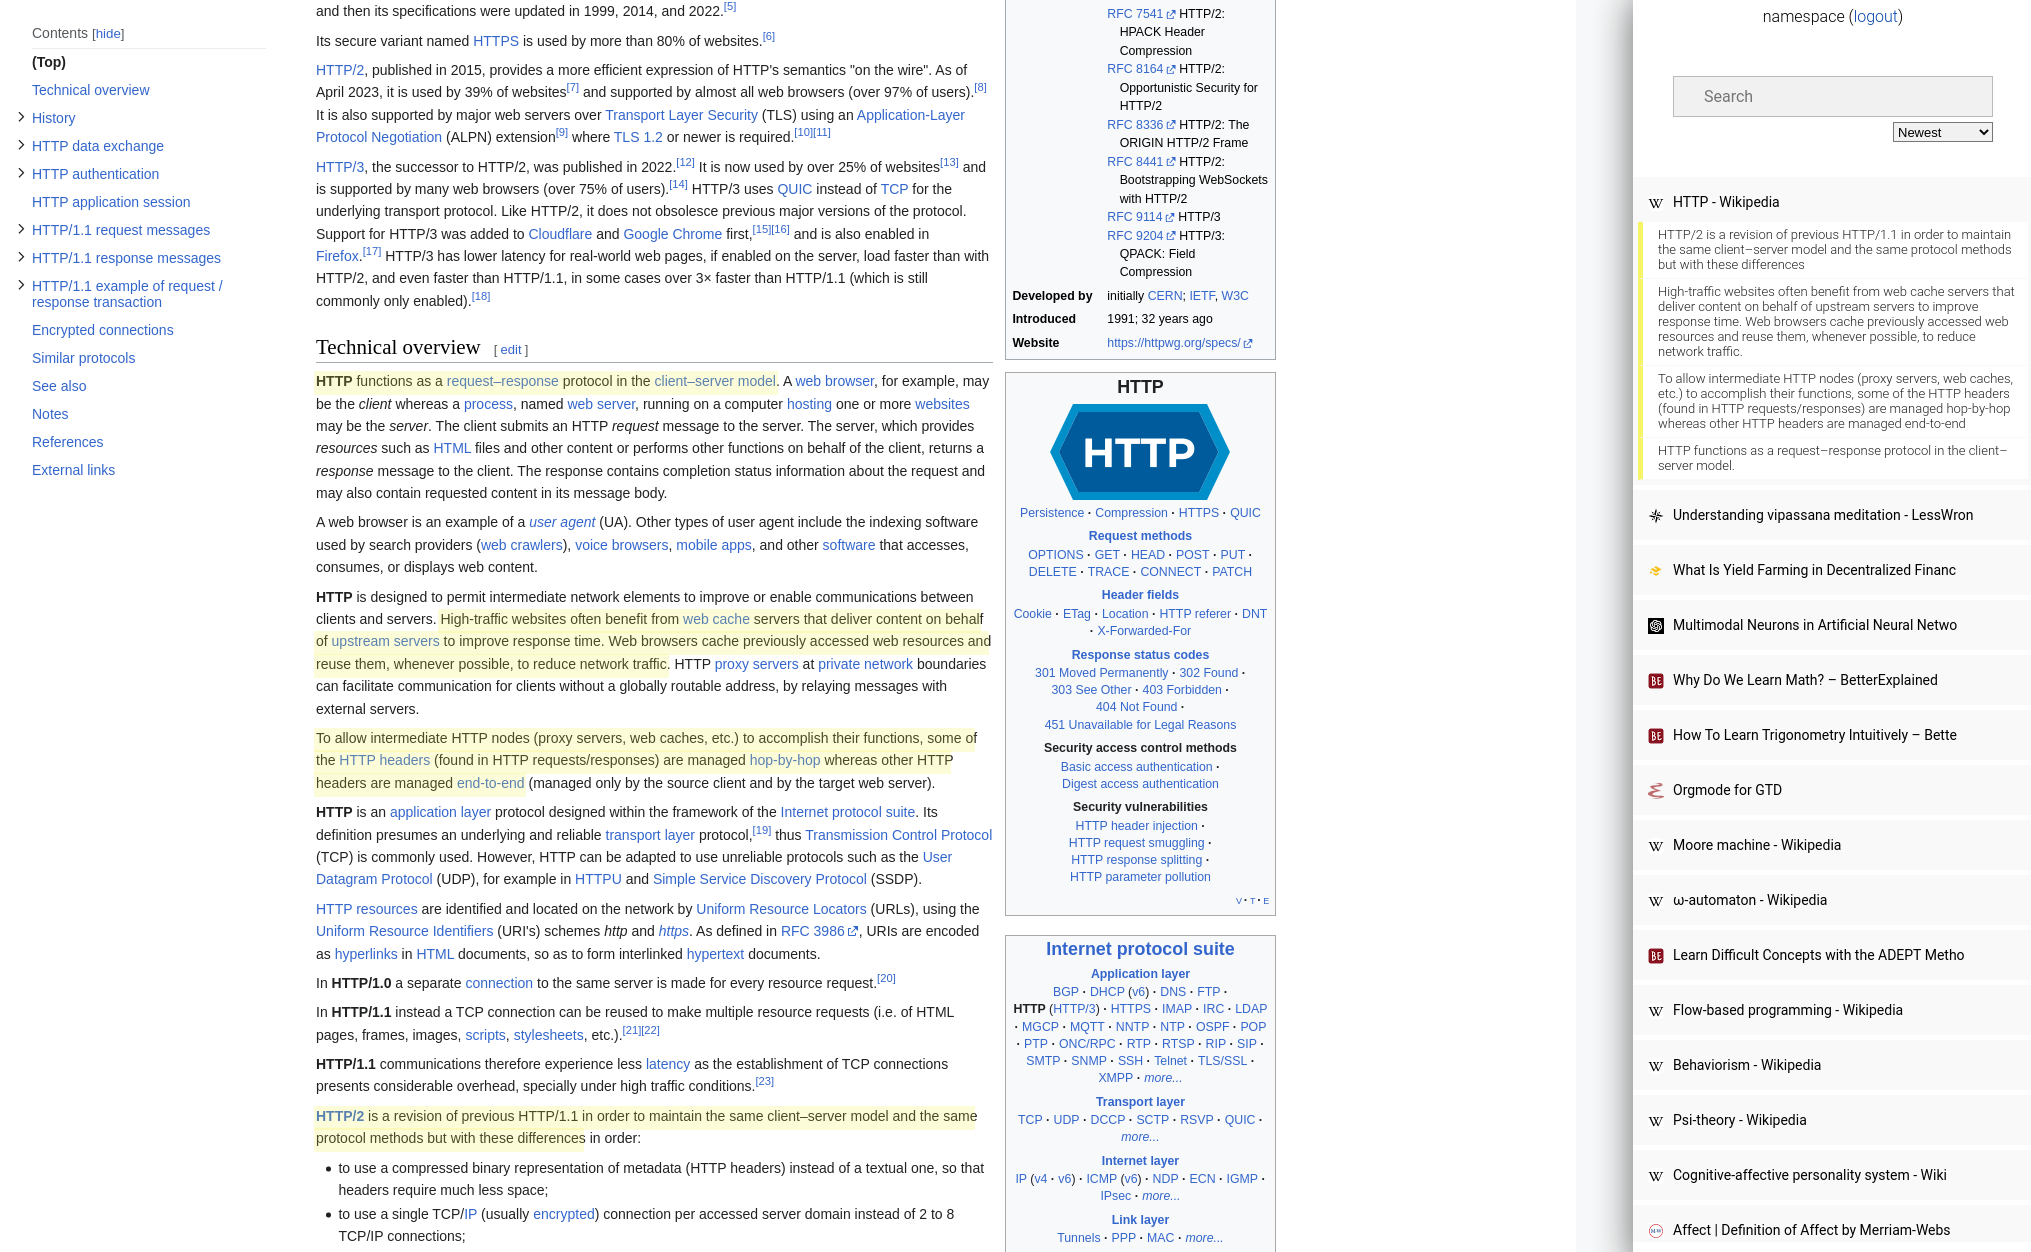 Contents [hide]
(Top)
Technical overview
History
HTTP data exchange
HTTP authentication
HTTP application session
HTTP/1.1 request messages
HTTP/1.1 response messages
HTTP/1.1 example of request /
response transaction
Encrypted connections
Similar protocols
See also
Notes
References
External links
and then its specifications were updated in 1999, 2014, and 2022.[5]
Its secure variant named HTTPS is used by more than 80% of websites.[6]
HTTP/2, published in 2015, provides a more efficient expression of HTTP's semantics "on the wire". As of
April 2023, it is used by 39% of websites[7] and supported by almost all web browsers (over 97% of users).[8]
It is also supported by major web servers over Transport Layer Security (TLS) using an Application-Layer
Protocol Negotiation (ALPN) extension[9] where TLS 1.2 or newer is required.[10][11]
HTTP/3, the successor to HTTP/2, was published in 2022.[12] It is now used by over 25% of websites[13] and
is supported by many web browsers (over 75% of users).[14] HTTP/3 uses QUIC instead of TCP for the
underlying transport protocol. Like HTTP/2, it does not obsolesce previous major versions of the protocol.
Support for HTTP/3 was added to Cloudflare and Google Chrome first,[15][16] and is also enabled in
Firefox.[17] HTTP/3 has lower latency for real-world web pages, if enabled on the server, load faster than with
HTTP/2, and even faster than HTTP/1.1, in some cases over 3× faster than HTTP/1.1 (which is still
commonly only enabled).[18]
Technical overview [ edit ]
HTTP functions as a request–response protocol in the client–server model. A web browser, for example, may
be the client whereas a process, named web server, running on a computer hosting one or more websites
may be the server. The client submits an HTTP request message to the server. The server, which provides
resources such as HTML files and other content or performs other functions on behalf of the client, returns a
response message to the client. The response contains completion status information about the request and
may also contain requested content in its message body.
A web browser is an example of a user agent (UA). Other types of user agent include the indexing software
used by search providers (web crawlers), voice browsers, mobile apps, and other software that accesses,
consumes, or displays web content.
HTTP is designed to permit intermediate network elements to improve or enable communications between
clients and servers. High-traffic websites often benefit from web cache servers that deliver content on behalf
of upstream servers to improve response time. Web browsers cache previously accessed web resources and
reuse them, whenever possible, to reduce network traffic. HTTP proxy servers at private network boundaries
can facilitate communication for clients without a globally routable address, by relaying messages with
external servers.
To allow intermediate HTTP nodes (proxy servers, web caches, etc.) to accomplish their functions, some of
the HTTP headers (found in HTTP requests/responses) are managed hop-by-hop whereas other HTTP
headers are managed end-to-end (managed only by the source client and by the target web server).
HTTP is an application layer protocol designed within the framework of the Internet protocol suite. Its
definition presumes an underlying and reliable transport layer protocol,[19] thus Transmission Control Protocol
(TCP) is commonly used. However, HTTP can be adapted to use unreliable protocols such as the User
Datagram Protocol (UDP), for example in HTTPU and Simple Service Discovery Protocol (SSDP).
HTTP resources are identified and located on the network by Uniform Resource Locators (URLs), using the
Uniform Resource Identifiers (URI's) schemes http and https. As defined in RFC 3986, URIs are encoded
as hyperlinks in HTML documents, so as to form interlinked hypertext documents.
In HTTP/1.0 a separate connection to the same server is made for every resource request.[20]
In HTTP/1.1 instead a TCP connection can be reused to make multiple resource requests (i.e. of HTML
pages, frames, images, scripts, stylesheets, etc.).[21][22]
HTTP/1.1 communications therefore experience less latency as the establishment of TCP connections
presents considerable overhead, specially under high traffic conditions.[23]
HTTP/2 is a revision of previous HTTP/1.1 in order to maintain the same client–server model and the same
protocol methods but with these differences in order:
• to use a compressed binary representation of metadata (HTTP headers) instead of a textual one, so that
headers require much less space;
• to use a single TCP/IP (usually encrypted) connection per accessed server domain instead of 2 to 8
TCP/IP connections;
RFC 7541 HTTP/2:
HPACK Header
Compression
RFC 8164 HTTP/2:
Opportunistic Security for
HTTP/2
RFC 8336 HTTP/2: The
ORIGIN HTTP/2 Frame
RFC 8441 HTTP/2:
Bootstrapping WebSockets
with HTTP/2
RFC 9114 HTTP/3
RFC 9204 HTTP/3:
QPACK: Field
Compression
Developed by initially CERN; IETF, W3C
Introduced 1991; 32 years ago
Website https://httpwg.org/specs/
HTTP
HTTP
Persistence · Compression · HTTPS · QUIC
Request methods
OPTIONS · GET · HEAD · POST · PUT ·
DELETE · TRACE · CONNECT · PATCH
Header fields
Cookie · ETag · Location · HTTP referer · DNT
· X-Forwarded-For
Response status codes
301 Moved Permanently · 302 Found ·
303 See Other · 403 Forbidden ·
404 Not Found ·
451 Unavailable for Legal Reasons
Security access control methods
Basic access authentication ·
Digest access authentication
Security vulnerabilities
HTTP header injection ·
HTTP request smuggling ·
HTTP response splitting ·
HTTP parameter pollution
V · T · E
Internet protocol suite
Application layer
BGP · DHCP (v6) · DNS · FTP ·
HTTP (HTTP/3) · HTTPS · IMAP · IRC · LDAP
· MGCP · MQTT · NNTP · NTP · OSPF · POP
· PTP · ONC/RPC · RTP · RTSP · RIP · SIP ·
SMTP · SNMP · SSH · Telnet · TLS/SSL ·
XMPP · more...
Transport layer
TCP · UDP · DCCP · SCTP · RSVP · QUIC ·
more...
Internet layer
IP (v4 · v6) · ICMP (v6) · NDP · ECN · IGMP ·
IPsec · more...
Link layer
Tunnels · PPP · MAC · more...
namespace (logout)
Search
Newest
HTTP - Wikipedia
HTTP/2 is a revision of previous HTTP/1.1 in order to maintain
the same client–server model and the same protocol methods
but with these differences
High-traffic websites often benefit from web cache servers that
deliver content on behalf of upstream servers to improve
response time. Web browsers cache previously accessed web
resources and reuse them, whenever possible, to reduce
network traffic.
To allow intermediate HTTP nodes (proxy servers, web caches,
etc.) to accomplish their functions, some of the HTTP headers
(found in HTTP requests/responses) are managed hop-by-hop
whereas other HTTP headers are managed end-to-end
HTTP functions as a request–response protocol in the client–
server model.
Understanding vipassana meditation - LessWron
What Is Yield Farming in Decentralized Financ
Multimodal Neurons in Artificial Neural Netwo
Why Do We Learn Math? – BetterExplained
How To Learn Trigonometry Intuitively – Bette
Orgmode for GTD
Moore machine - Wikipedia
ω-automaton - Wikipedia
Learn Difficult Concepts with the ADEPT Metho
Flow-based programming - Wikipedia
Behaviorism - Wikipedia
Psi-theory - Wikipedia
Cognitive-affective personality system - Wiki
Affect | Definition of Affect by Merriam-Webs